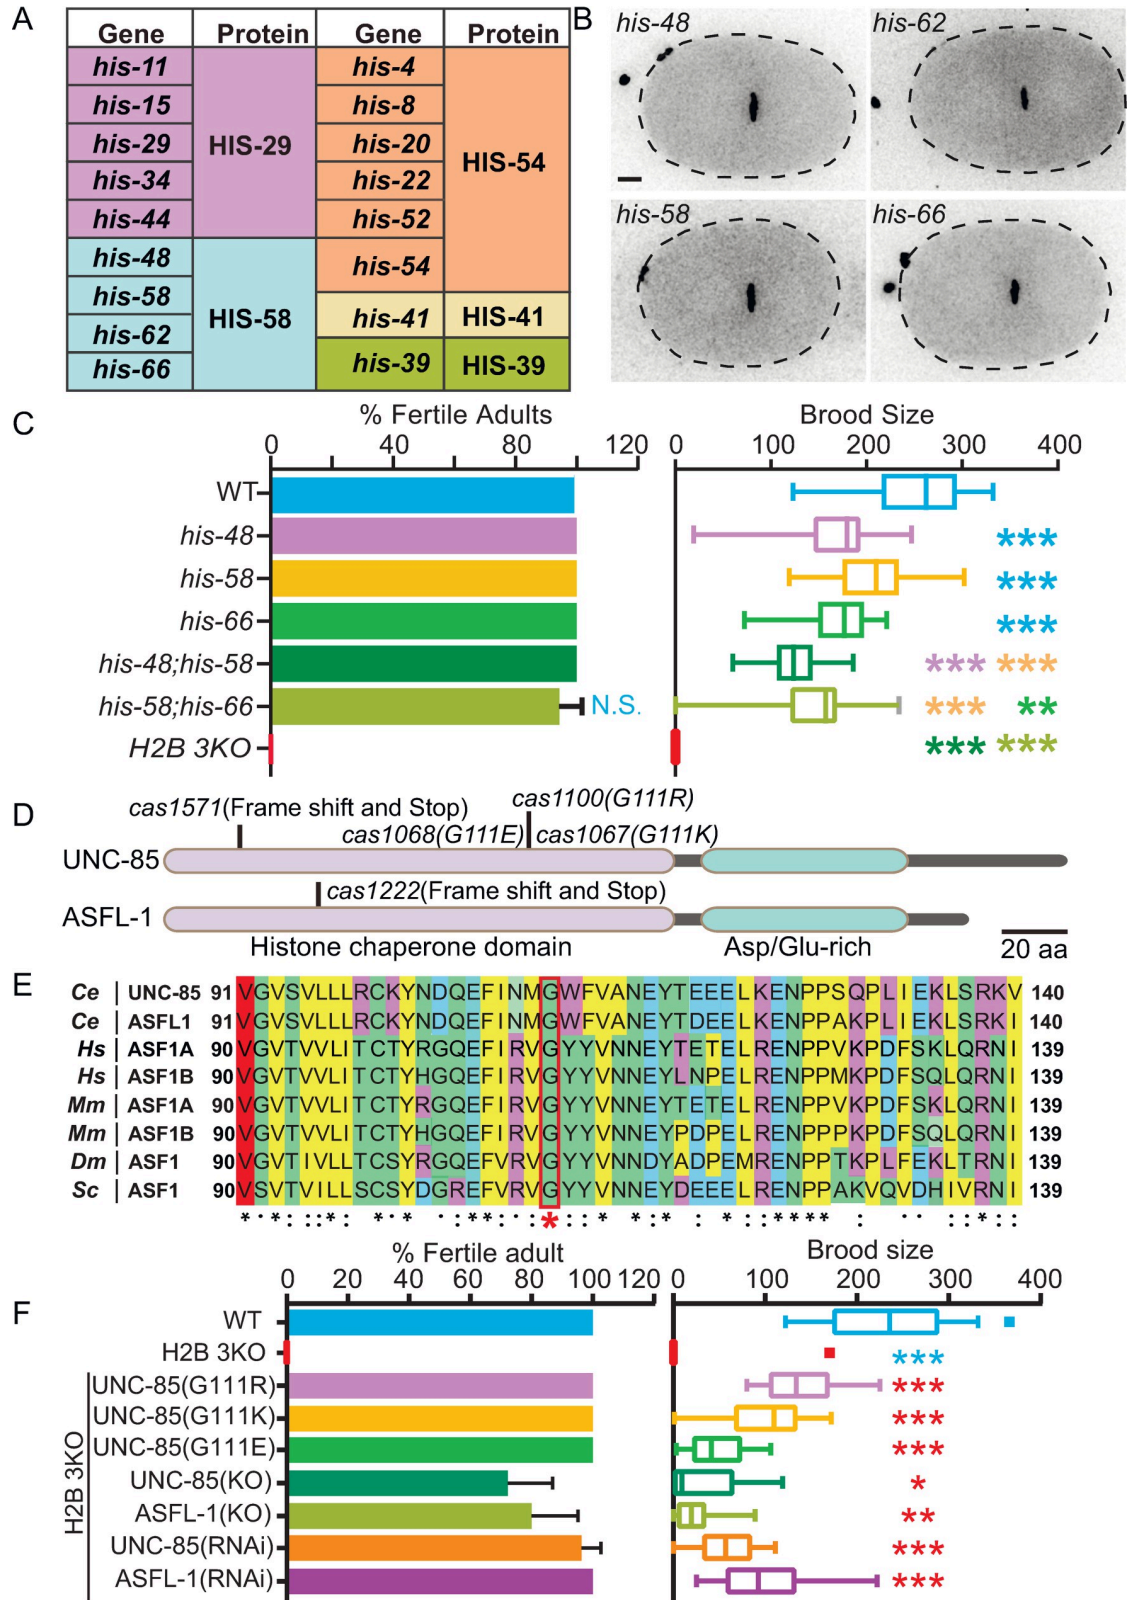 A
Gene Protein Gene Protein
his-11
his-15
his-29
his-34
his-44
HIS-29
his-48
his-58
his-62
his-66
HIS-58
his-4
his-8
his-20
his-22
his-52
his-54
HIS-54
his-41 HIS-41
his-39 HIS-39
B
his-48 his-62
his-58 his-66
C
% Fertile Adults
0 40 80 120
Brood Size
0 100 200 300 400
WT
his-48 ***
his-58 ***
his-66 ***
his-48;his-58 *** ***
his-58;his-66 N.S. *** **
H2B 3KO *** ***
D
cas1571(Frame shift and Stop)
cas1100(G111R)
cas1068(G111E) cas1067(G111K)
UNC-85
cas1222(Frame shift and Stop)
ASFL-1
Histone chaperone domain Asp/Glu-rich 20 aa
E
Ce UNC-85 91 VGVSVLLLRCKYNDQEFINMGWFVANEYTEEELKENPPSQPLIEKLSRKV 140
Ce ASFL1 91 VGVSVLLLRCKYNDQEFINMGWFVANEYTDEELKENPPAKPLIEKLSRKI 140
Hs ASF1A 90 VGVTVVLITCTYRGQEFIRVGYYVNNEYTETELRENPPVKPDFSKLQRNI 139
Hs ASF1B 90 VGVTVVLITCTYHGQEFIRVGYYVNNEYLNPELRENPPMKPDFSQLQRNI 139
Mm ASF1A 90 VGVTVVLITCTYRGQEFIRVGYYVNNEYTETELRENPPVKPDFSKLQRNI 139
Mm ASF1B 90 VGVTVVLITCTYHGQEFIRVGYYVNNEYPDPELRENPPPKPDFSQLQRNI 139
Dm ASF1 90 VGVTIVLLTCSYRGQEFVRVGYYVNNDYADPEMRENPPTKPLFEKLTRNI 139
Sc ASF1 90 VSVTVILLSCSYDGREFVRVGYYVNNEYDEEELRENPPAKVQVDHIVRNI 139
F
% Fertile adult
0 20 40 60 80 100 120
Brood size
0 100 200 300 400
WT
H2B 3KO ***
H2B 3KO
UNC-85(G111R) ***
UNC-85(G111K) ***
UNC-85(G111E) ***
UNC-85(KO) *
ASFL-1(KO) **
UNC-85(RNAi) ***
ASFL-1(RNAi) ***